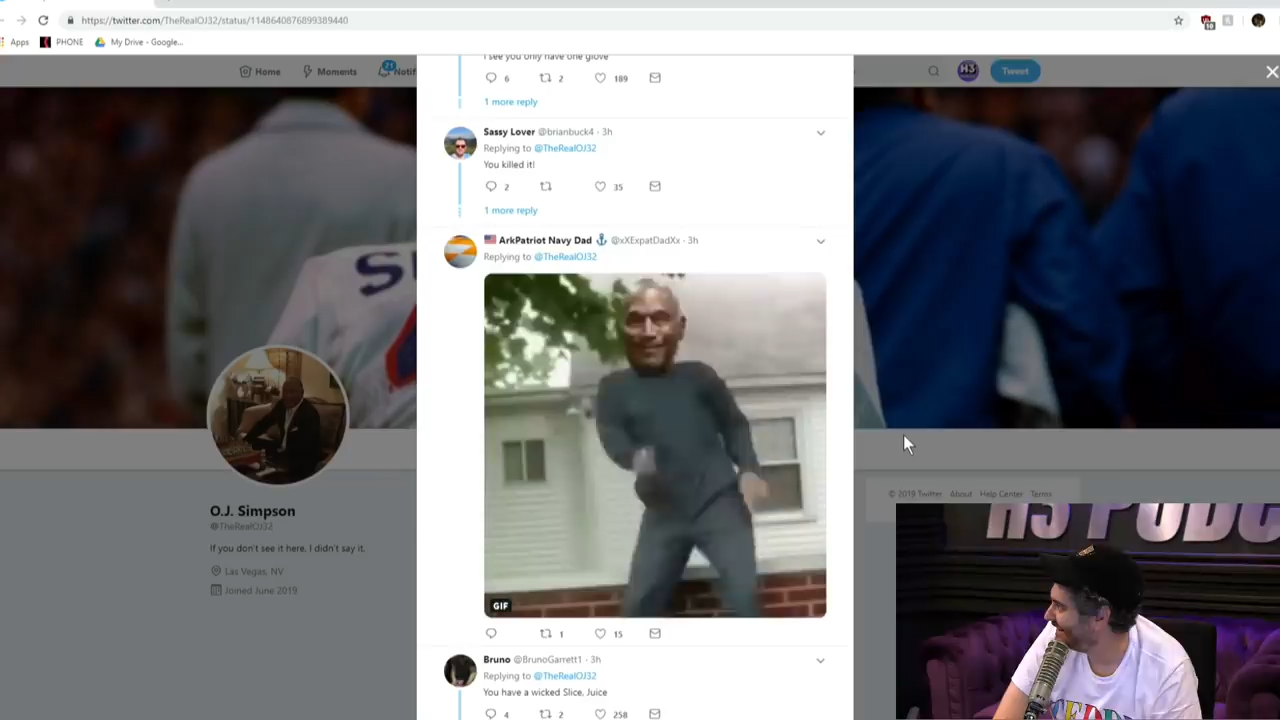 https://twitter.com/TheRealOJ32/status/1148640876899389440
Apps PHONE My Drive - Google...
Home Moments Notif
21
H3
Tweet
I see you only have one glove
6 2 189
1 more reply
Sassy Lover @brianbuck4 · 3h
Replying to @TheRealOJ32
You killed it!
2 35
1 more reply
ArkPatriot Navy Dad @xXExpatDadXx · 3h
Replying to @TheRealOJ32
GIF
1 15
Bruno @BrunoGarrett1 · 3h
Replying to @TheRealOJ32
You have a wicked Slice, Juice
4 2 258
O.J. Simpson
@TheRealOJ32
If you don't see it here, I didn't say it.
Las Vegas, NV
Joined June 2019
© 2019 Twitter About Help Center Terms
H3 PODC